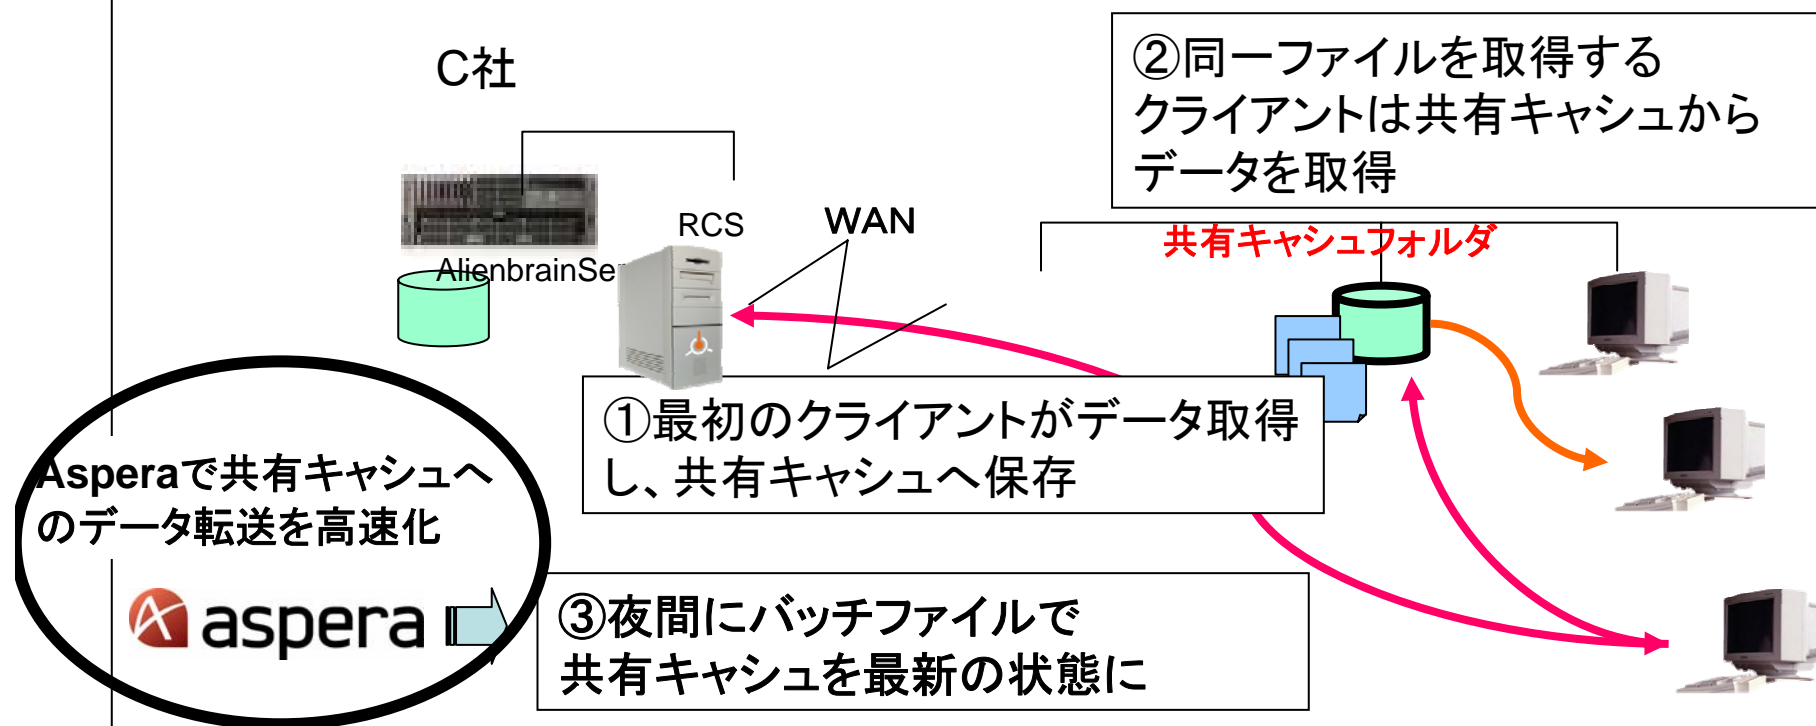 C社
②同一ファイルを取得する
クライアントは共有キャシュから
データを取得
RCS
WAN
共有キャシュフォルダ
AlienbrainSe
①最初のクライアントがデータ取得
し、共有キャシュへ保存
Asperaで共有キャシュへ
のデータ転送を高速化
aspera
③夜間にバッチファイルで
共有キャシュを最新の状態に